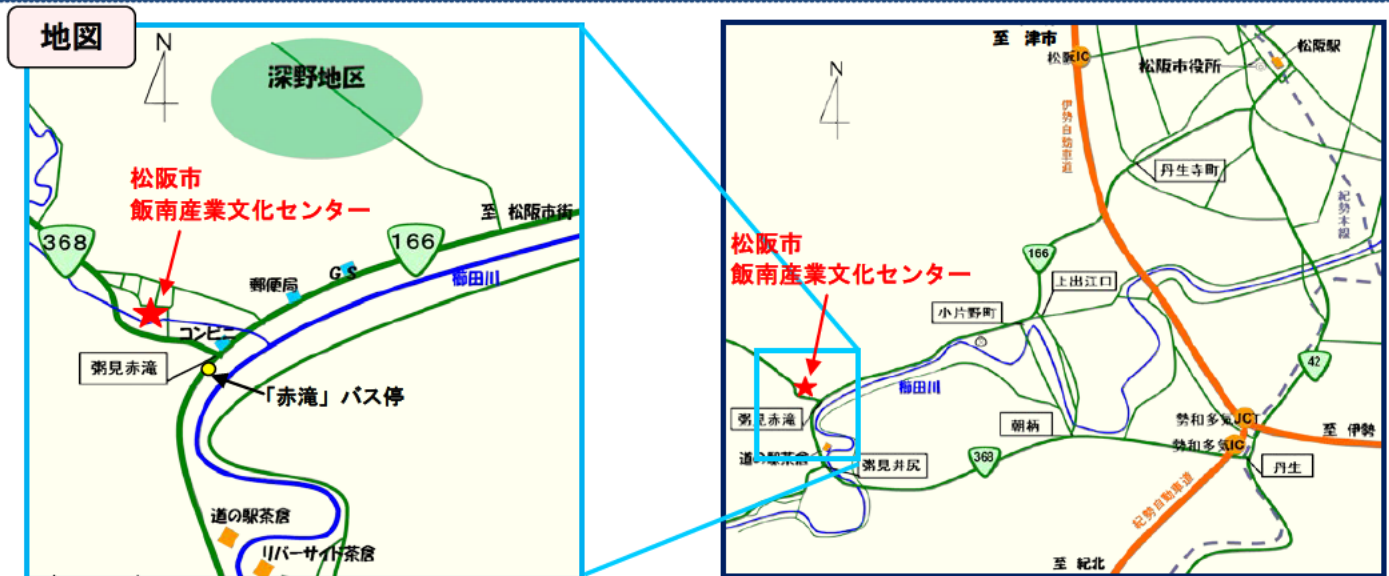 地図
N
深野地区
松阪市
飯南産業文化センター
至 松阪市街
368
166
GS
郵便局
櫛田川
コンビニ
粥見赤滝
「赤滝」バス停
道の駅茶倉
リバーサイド茶倉
至 津市
松阪IC
松阪駅
松阪市役所
N
伊勢自動車道
丹生寺町
紀勢本線
松阪市
飯南産業文化センター
166
上出江口
小片野町
42
櫛田川
粥見赤滝
朝柄
勢和多気JCT
至 伊勢
勢和多気IC
道の駅茶倉
粥見井尻
368
丹生
紀勢自動車道
至 紀北